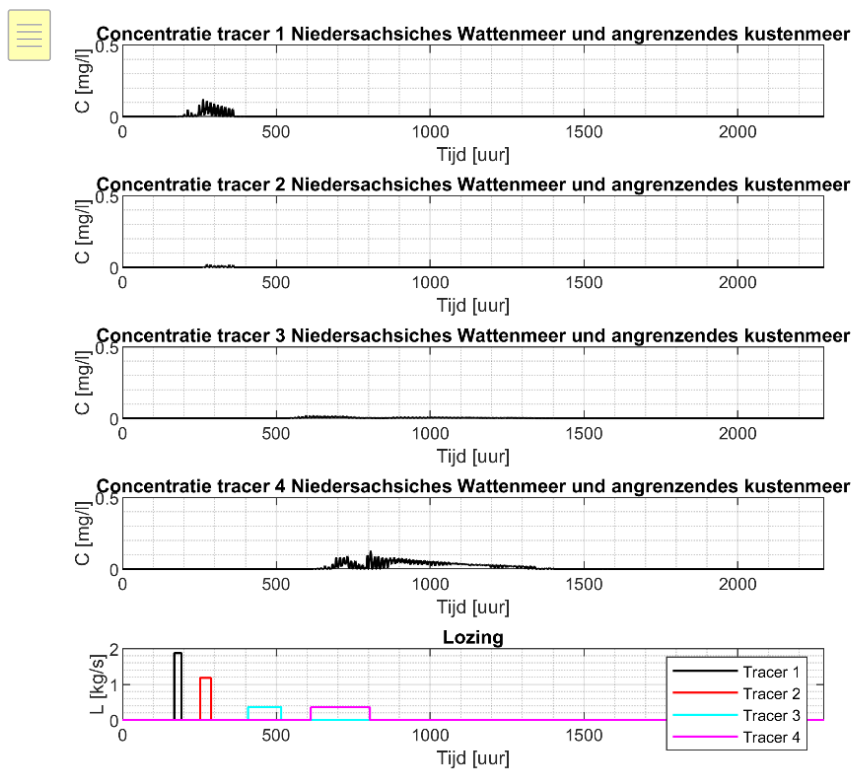 Concentratie tracer 1 Niedersachsiches Wattenmeer und angrenzendes kustenmeer
0.5
C [mg/l]
0
0 500 1000 1500 2000
Tijd [uur]
Concentratie tracer 2 Niedersachsiches Wattenmeer und angrenzendes kustenmeer
0.5
C [mg/l]
0
0 500 1000 1500 2000
Tijd [uur]
Concentratie tracer 3 Niedersachsiches Wattenmeer und angrenzendes kustenmeer
0.5
C [mg/l]
0
0 500 1000 1500 2000
Tijd [uur]
Concentratie tracer 4 Niedersachsiches Wattenmeer und angrenzendes kustenmeer
0.5
C [mg/l]
0
0 500 1000 1500 2000
Tijd [uur]
Lozing
2
L [kg/s]
1
0
Tracer 1
Tracer 2
Tracer 3
Tracer 4
0 500 1000 1500
Tijd [uur]